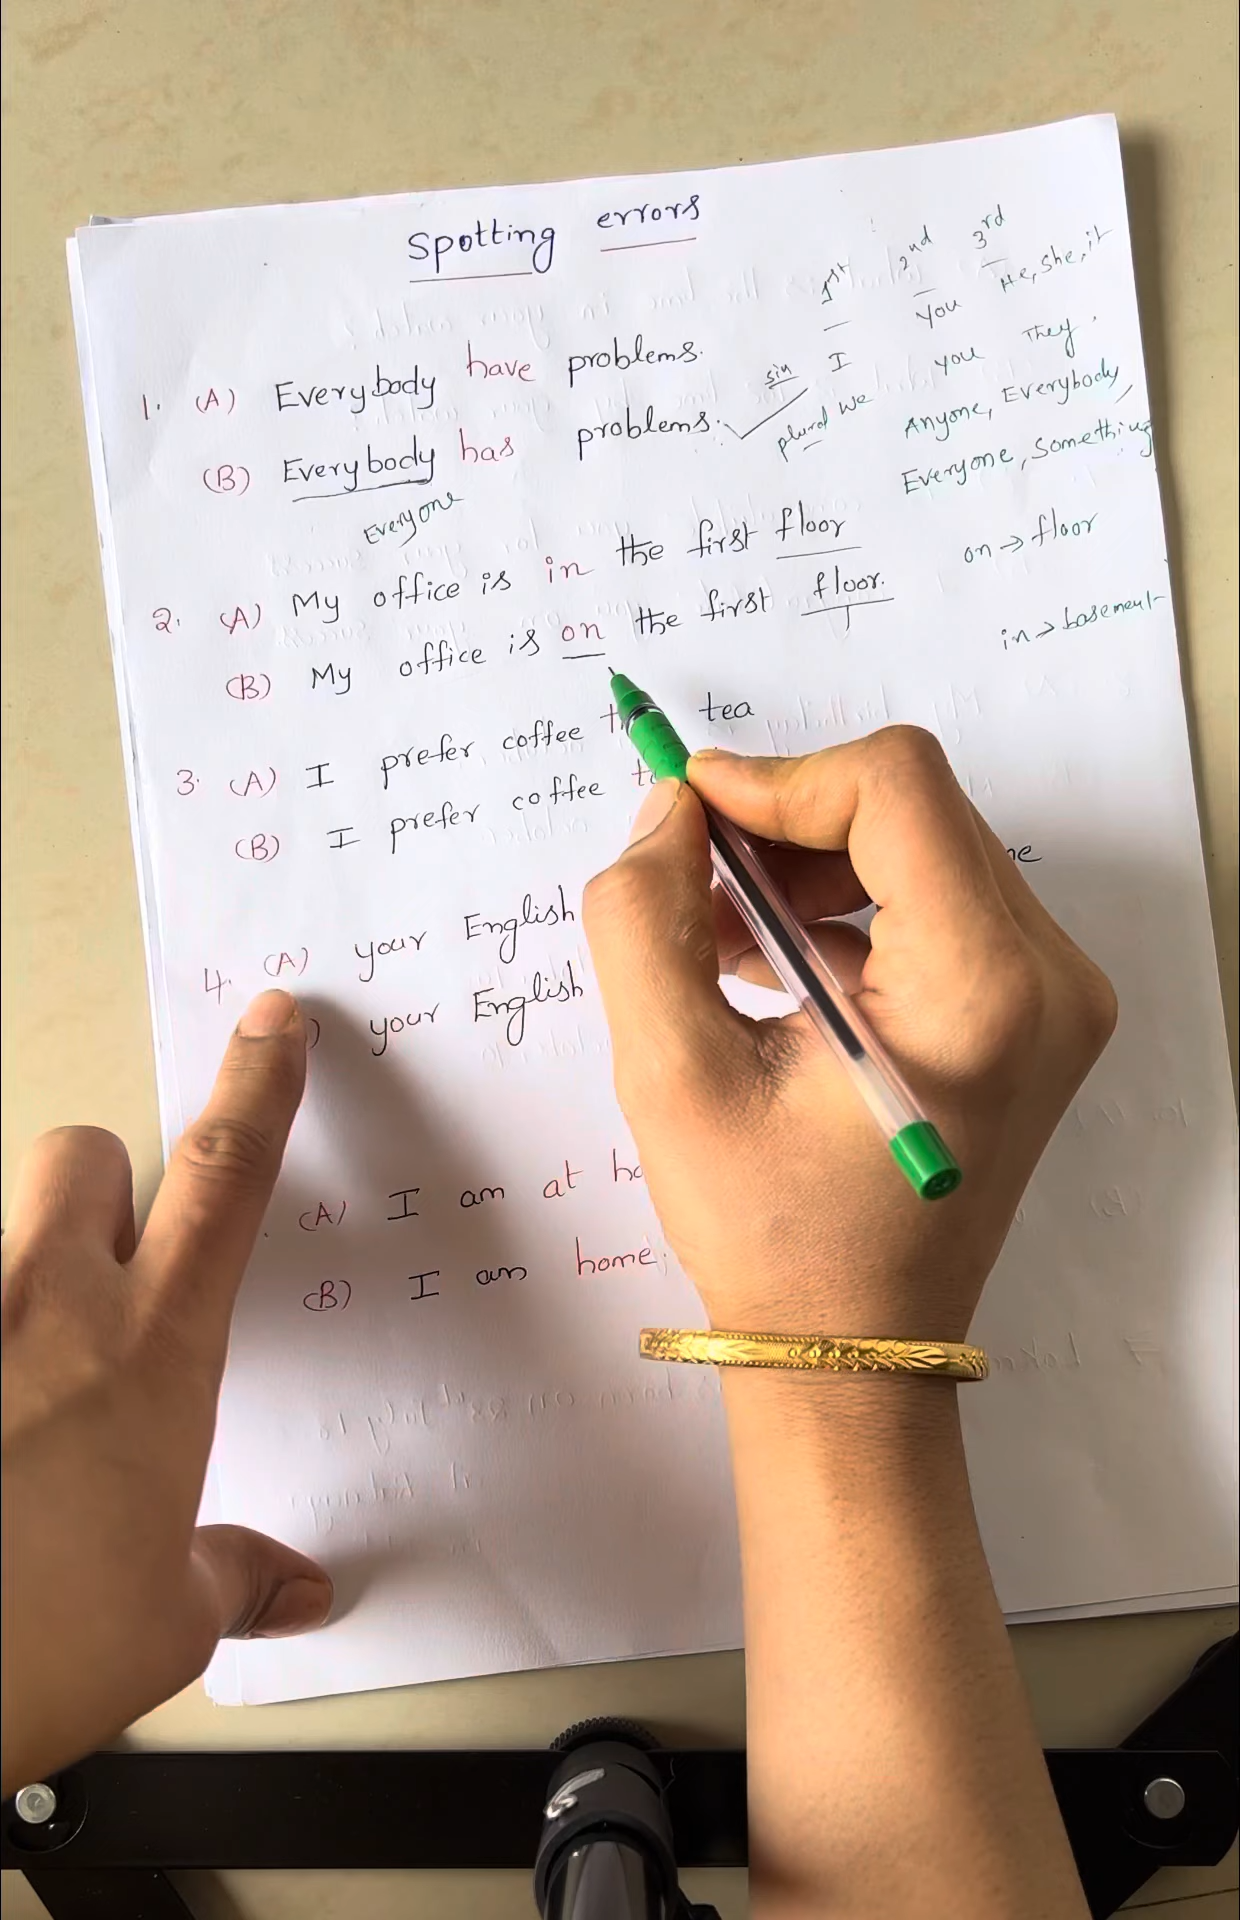 Spotting errors
1st 2nd 3rd
sin I You He, she, it
plural We you They.
Anyone, Everybody,
Everyone, Something
1. (A) Everybody have problems.
(B) Everybody has problems.
Everyone
2. (A) My office is in the first floor
(B) My office is on the first floor.
on → floor
in → basement
3. (A) I prefer coffee tea
(B) I prefer coffee
4. (A) your English
your English
(A) I am at
(B) I am home.